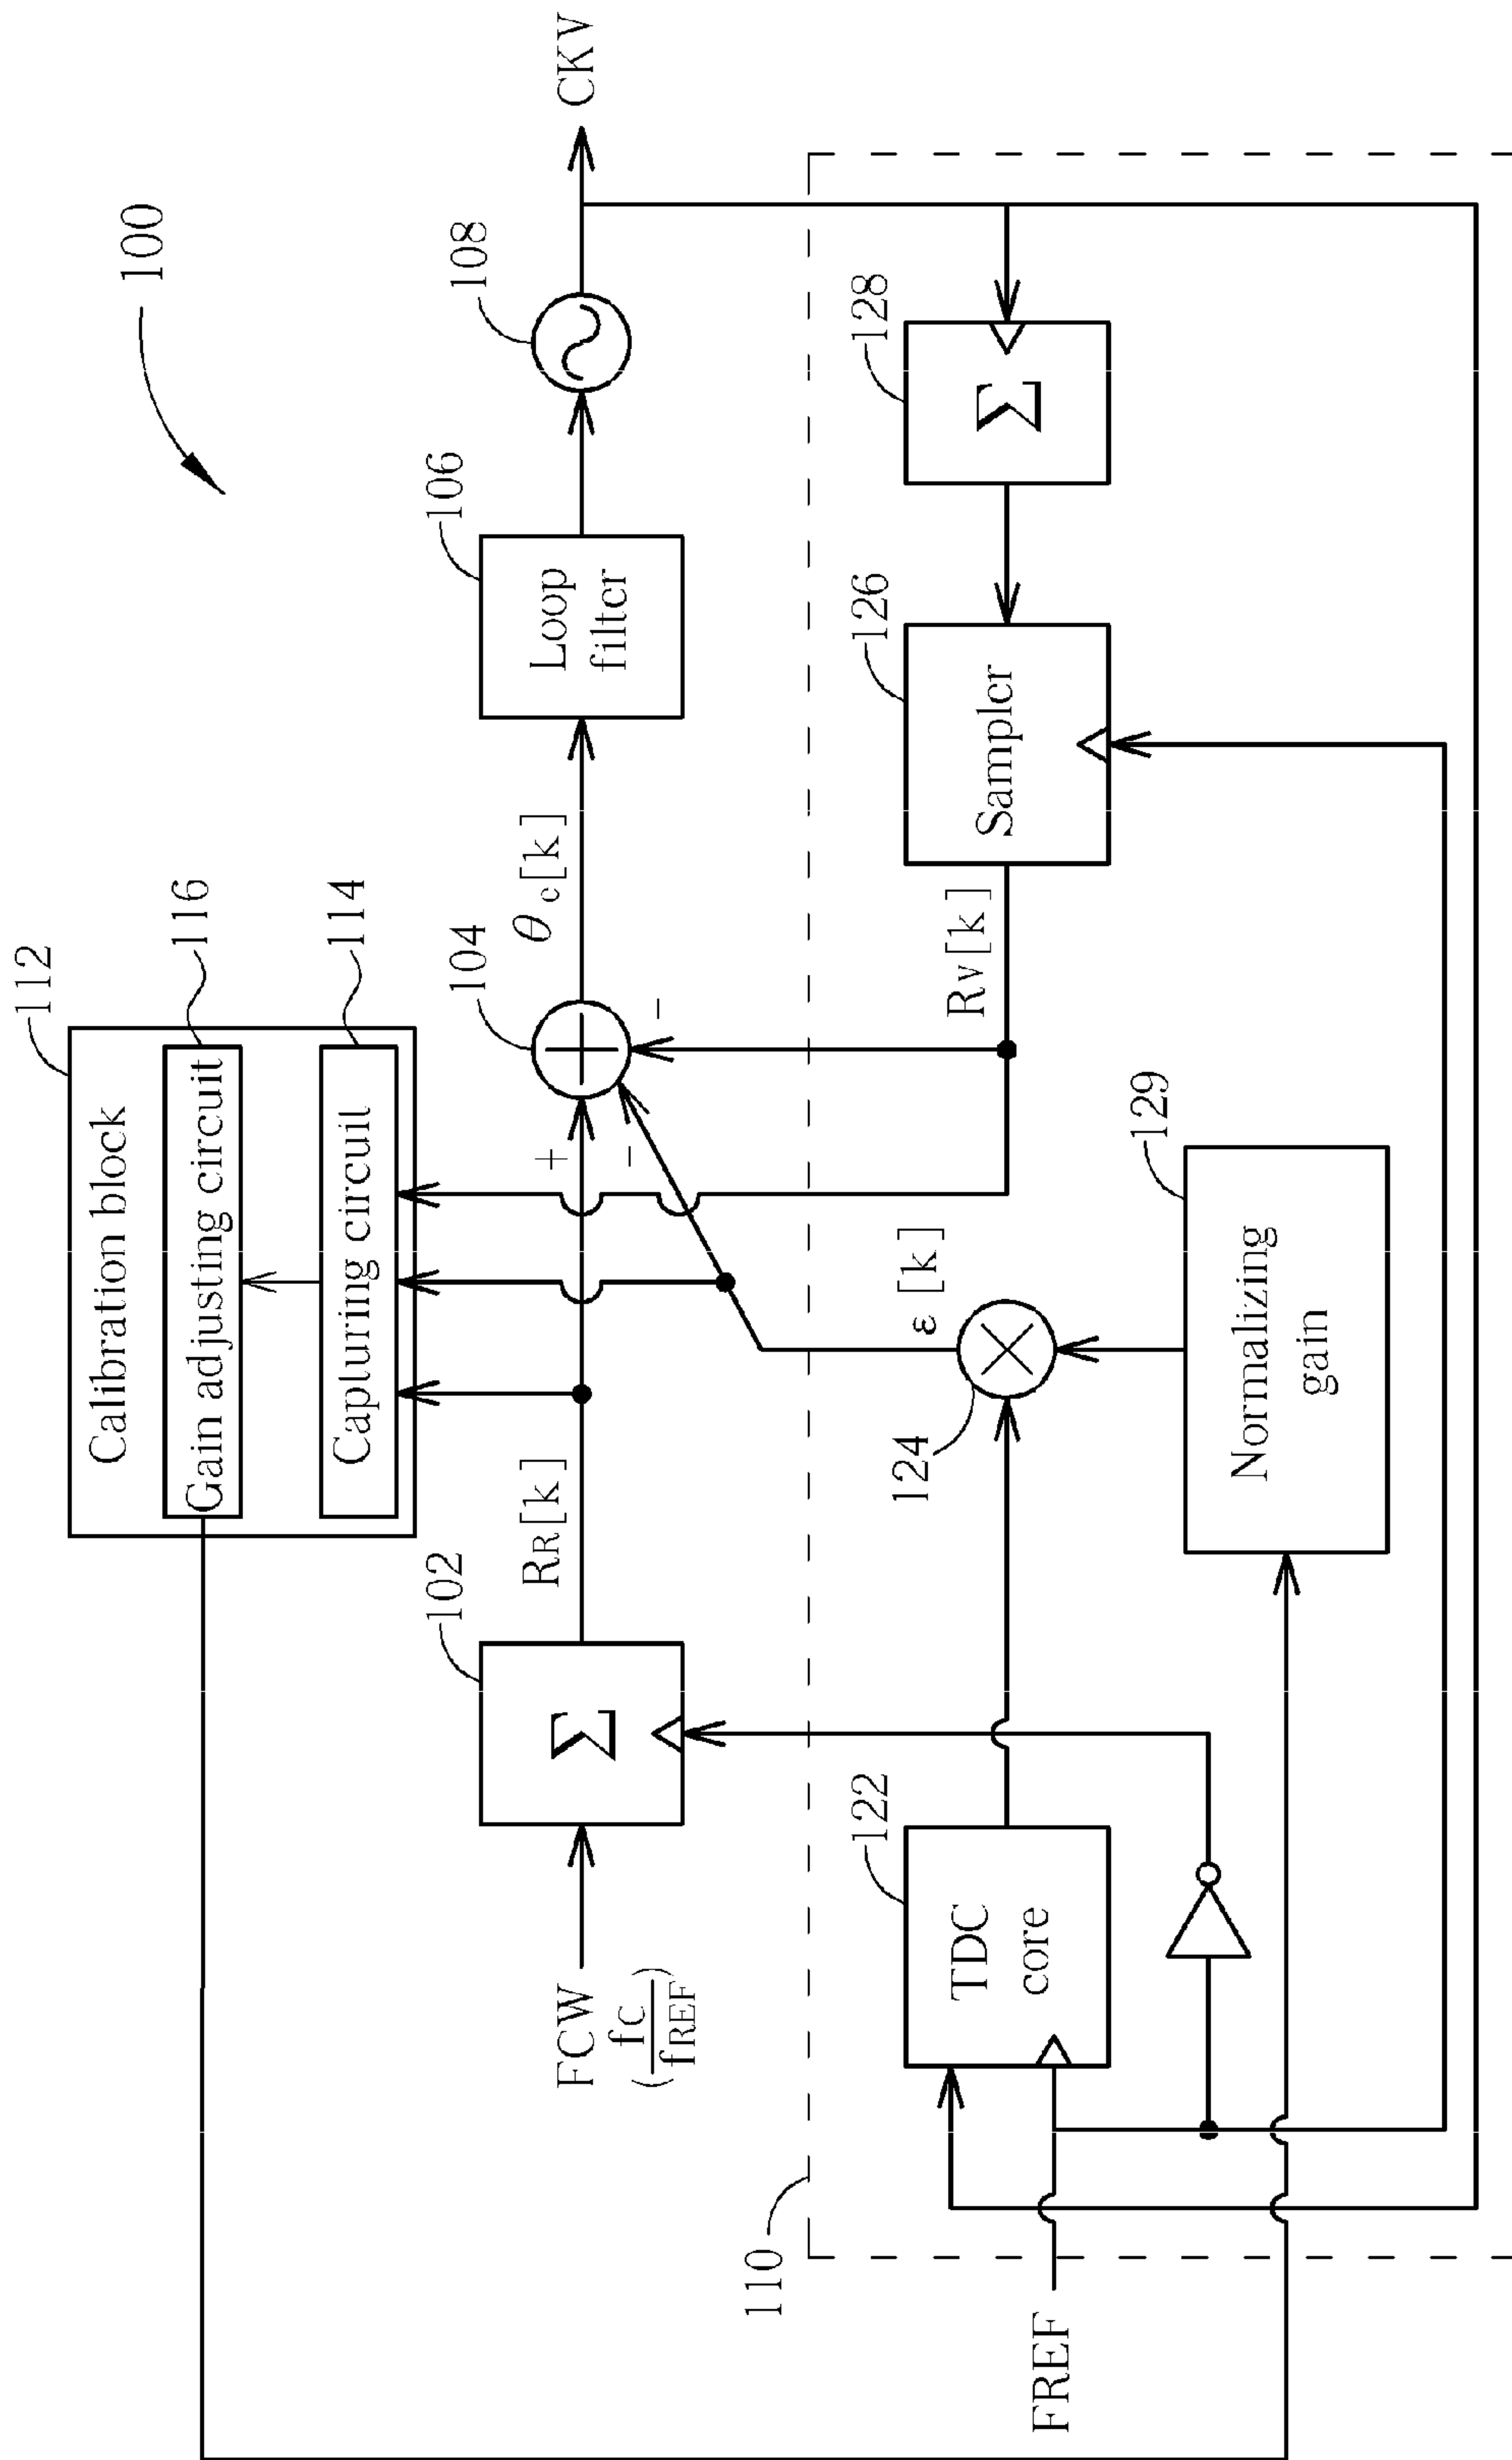 100
112
Calibration block
116
Gain adjusting circuit
114
Capturing circuit
102
Σ
RR[k]
+
-
-
104
θe[k]
106
Loop
filter
108
CKV
FCW
(fC/fREF)
110
122
TDC
core
124
ε [k]
RV[k]
126
Sampler
128
Σ
129
Normalizing
gain
FREF